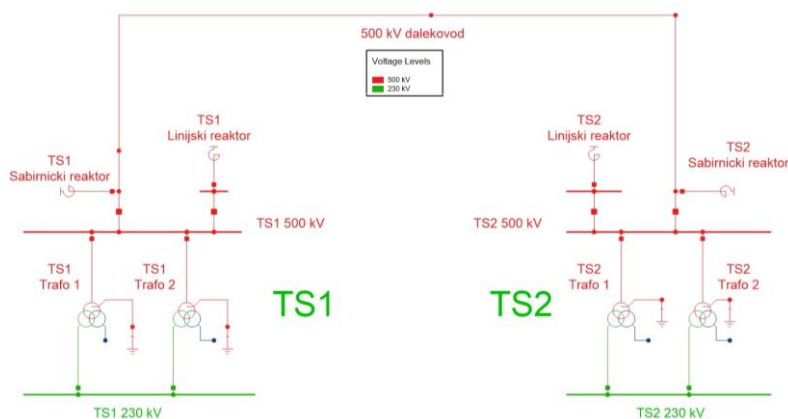 500 kV dalekovod
Voltage Levels
500 kV
230 kV
TS1
Linijski reaktor
TS2
Linijski reaktor
TS1
Sabirnicki reaktor
TS2
Sabirnicki reaktor
TS1 500 kV
TS2 500 kV
TS1
Trafo 1
TS1
Trafo 2
TS1
TS2
TS2
Trafo 1
TS2
Trafo 2
TS1 230 kV
TS2 230 kV